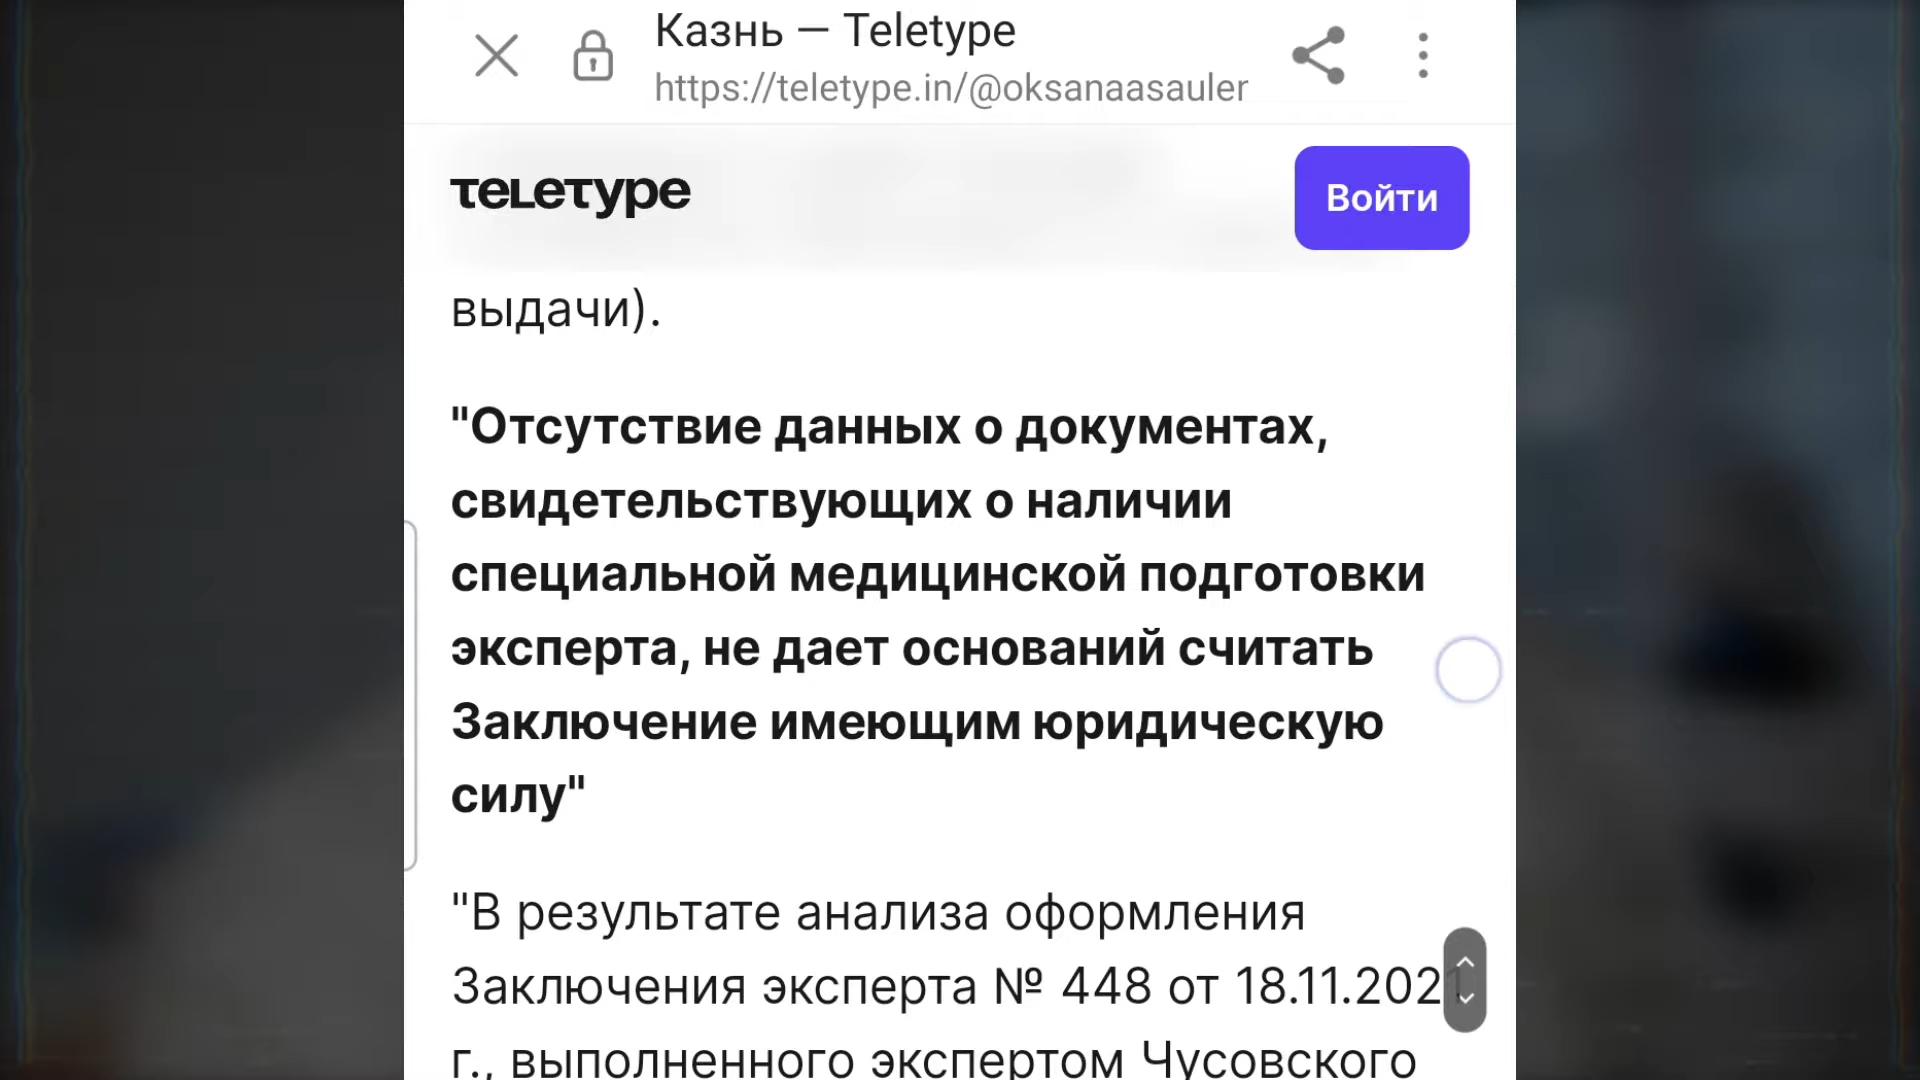 Казнь — Teletype
https://teletype.in/@oksanaasauler
teletype
Войти
выдачи).
"Отсутствие данных о документах,
свидетельствующих о наличии
специальной медицинской подготовки
эксперта, не дает оснований считать
Заключение имеющим юридическую
силу"
"В результате анализа оформления
Заключения эксперта № 448 от 18.11.2021
г., выполненного экспертом Чусовского